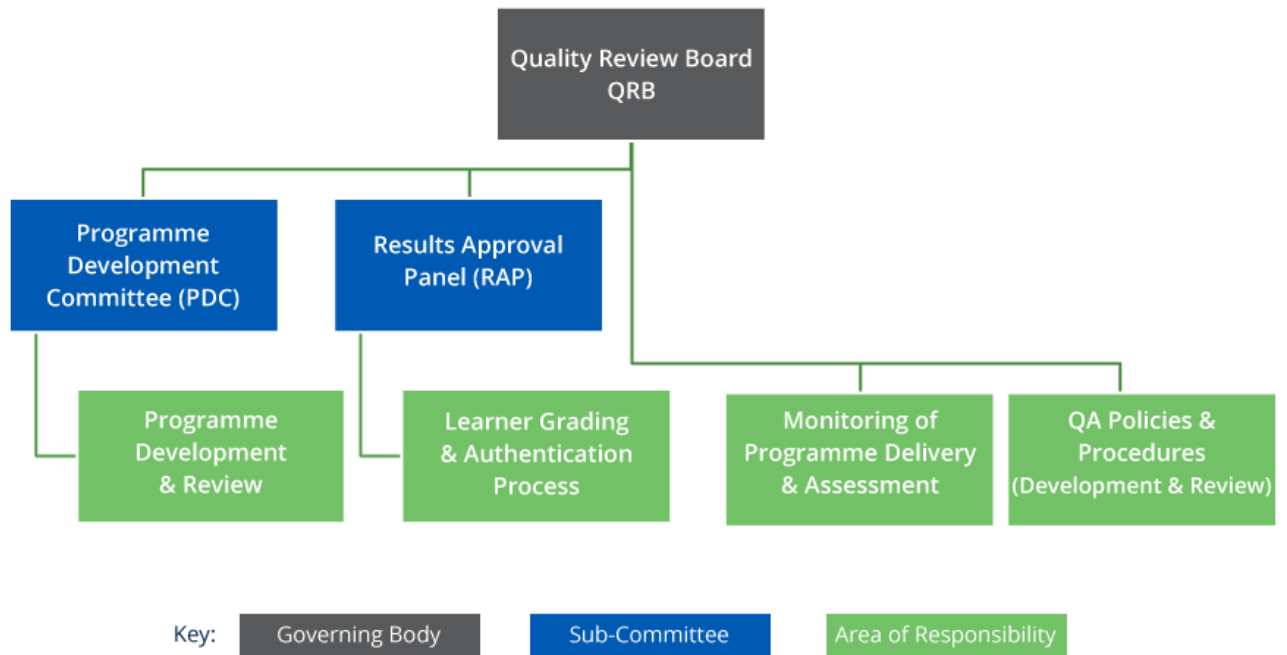 Quality Review Board
QRB
Programme
Development
Committee (PDC)
Results Approval
Panel (RAP)
Programme
Development
& Review
Learner Grading
& Authentication
Process
Monitoring of
Programme Delivery
& Assessment
QA Policies &
Procedures
(Development & Review)
Key:
Governing Body
Sub-Committee
Area of Responsibility